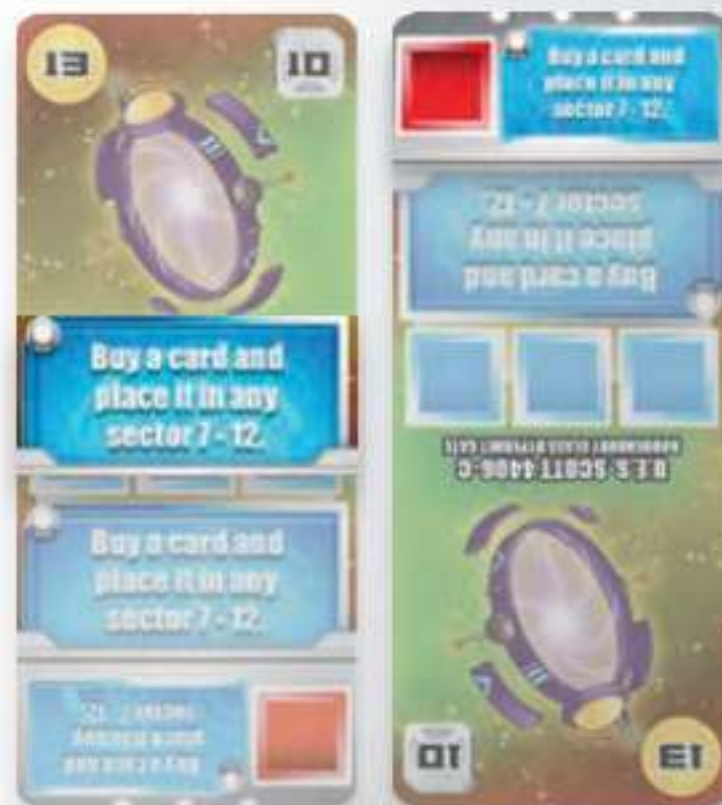 13
10
Buy a card and
place it in any
sector 7 - 12.
Buy a card and
place it in any
sector 7 - 12.
Buy a card and
place it in any
sector 7 - 12.
Buy a card and
place it in any
sector 7 - 12.
Buy a card and
place it in any
sector 7 - 12.
U.E.S. SCOTT 4406-C
10
13